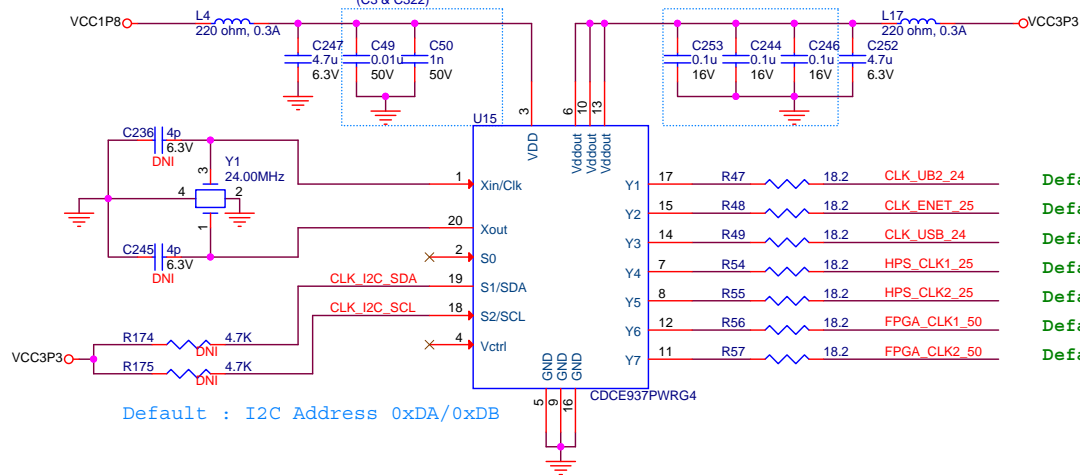 (C3 & C322)
VCC1P8
L4
220 ohm, 0.3A
L17
220 ohm, 0.3A
VCC3P3
C247
4.7u
6.3V
C49
0.01u
50V
C50
1n
50V
C253
0.1u
16V
C244
0.1u
16V
C246
0.1u
16V
C252
4.7u
6.3V
3
6
10
13
U15
VDD
Vddout
Vddout
Vddout
C236
4p
6.3V
DNI
Y1
24.00MHz
3
4
2
1
C245
4p
6.3V
DNI
1
Xin/Clk
20
Xout
2
S0
CLK_I2C_SDA
19
S1/SDA
CLK_I2C_SCL
18
S2/SCL
4
Vctrl
VCC3P3
R174
4.7K
DNI
R175
4.7K
DNI
Y1
17
R47
18.2
CLK_UB2_24
Defa
Y2
15
R48
18.2
CLK_ENET_25
Defa
Y3
14
R49
18.2
CLK_USB_24
Defa
Y4
7
R54
18.2
HPS_CLK1_25
Defa
Y5
8
R55
18.2
HPS_CLK2_25
Defa
Y6
12
R56
18.2
FPGA_CLK1_50
Defa
Y7
11
R57
18.2
FPGA_CLK2_50
Defa
GND
GND
GND
5
9
16
CDCE937PWRG4
Default : I2C Address 0xDA/0xDB